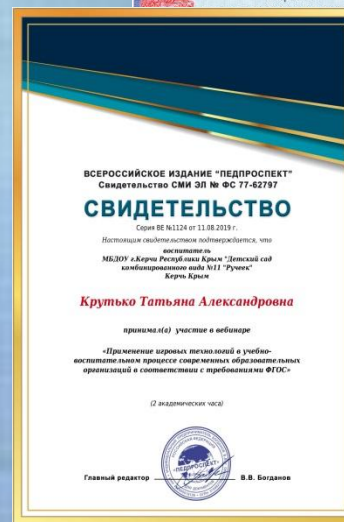 ВСЕРОССИЙСКОЕ ИЗДАНИЕ "ПЕДПРОСПЕКТ"
Свидетельство СМИ ЭЛ № ФС 77-62797
СВИДЕТЕЛЬСТВО
Серия ВЕ №1124 от 11.08.2019 г.
Настоящим свидетельством подтверждается, что
воспитатель
МБДОУ г.Керчи Республики Крым "Детский сад
комбинированного вида №11 "Ручеек"
Керчь Крым
Крутько Татьяна Александровна
принимал(а) участие в вебинаре
«Применение игровых технологий в учебно-
воспитательном процессе современных образовательных
организаций в соответствии с требованиями ФГОС»
(2 академических часа)
«ПЕДПРОСПЕКТ»
Главный редактор В.В. Богданов